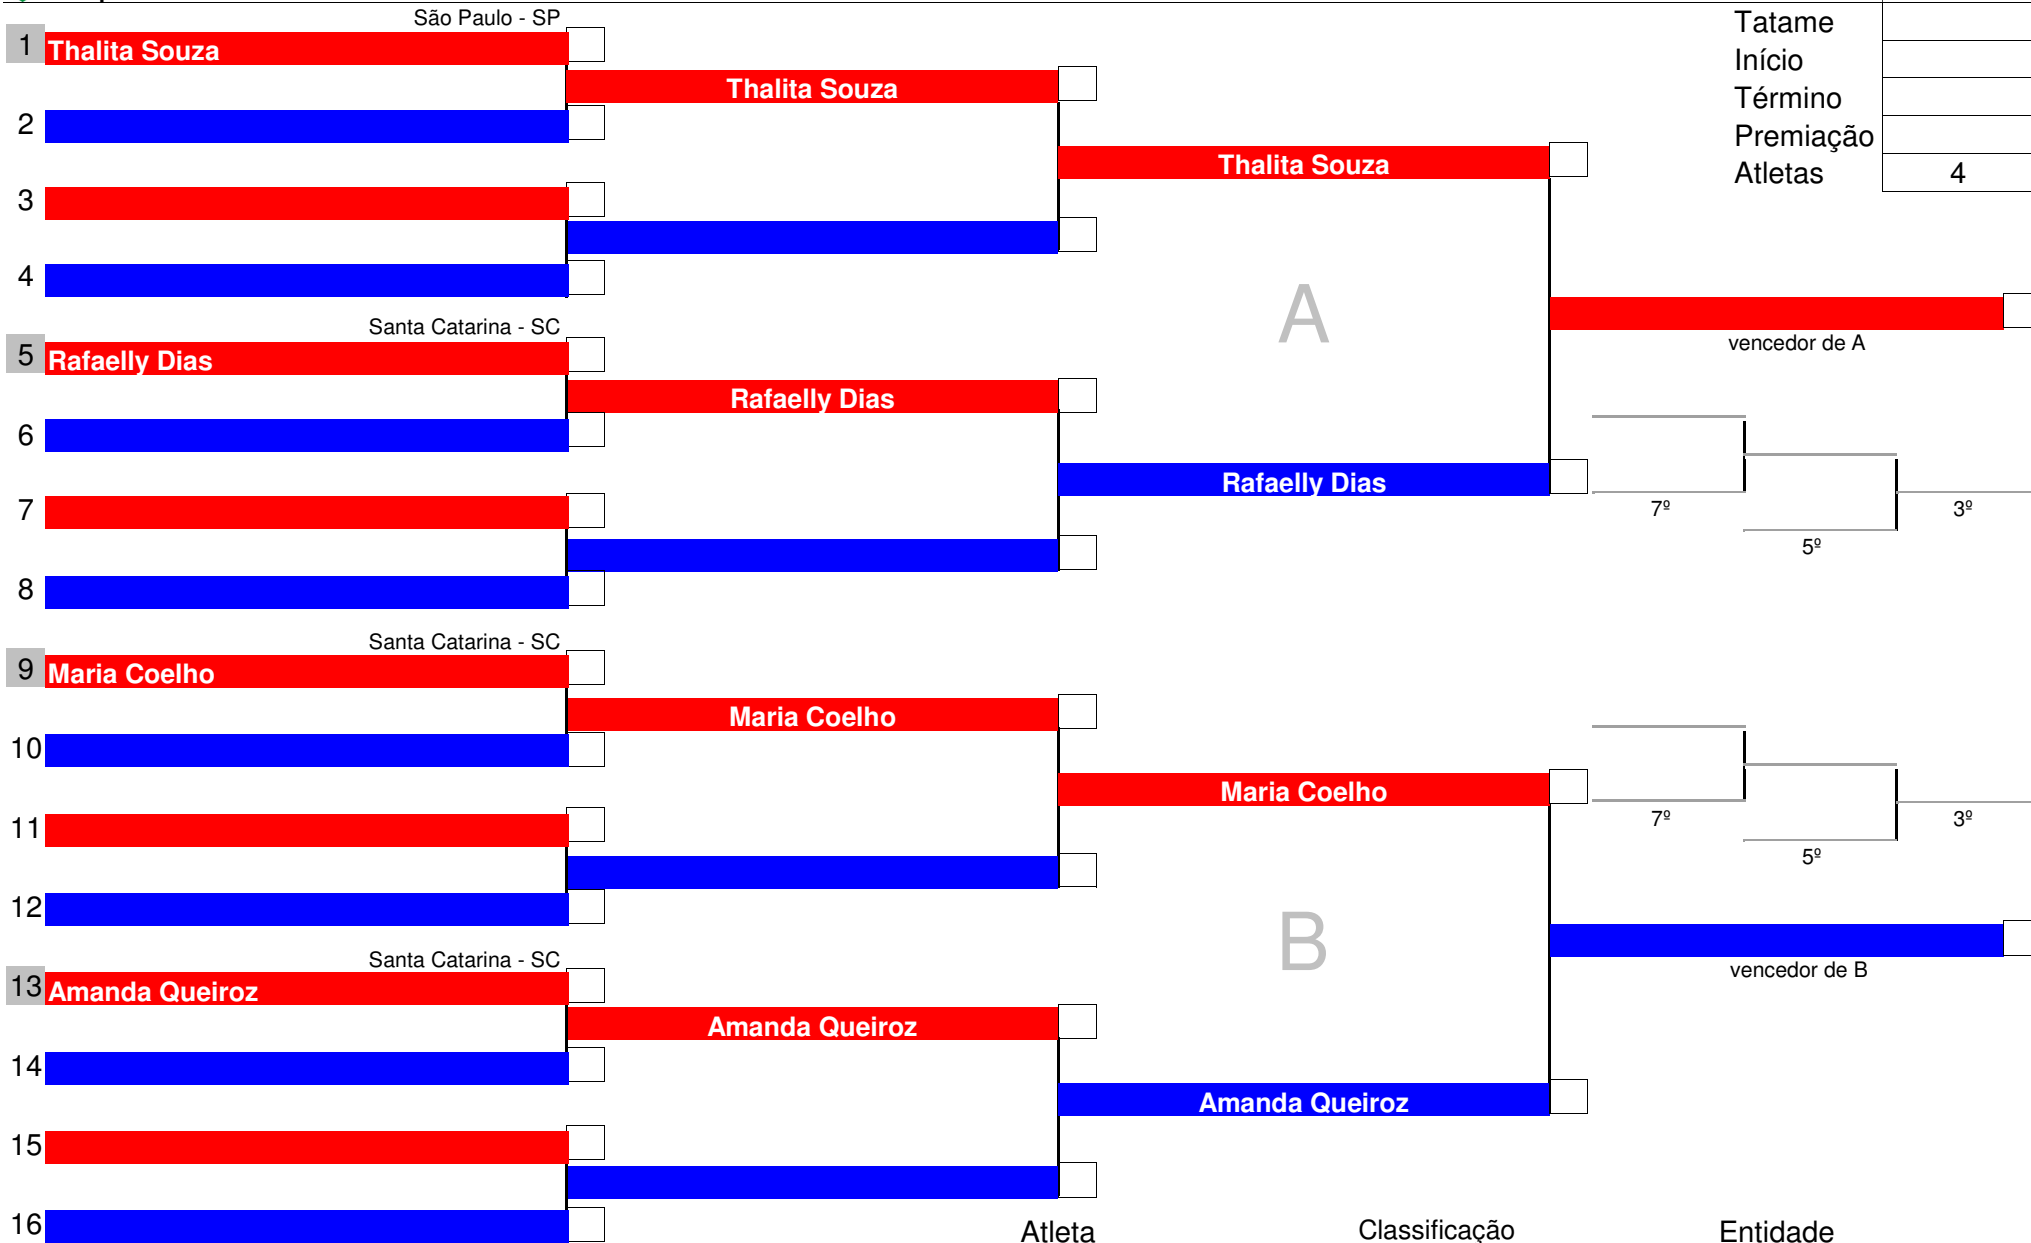 São Paulo - SP
Tatame
1 Thalita Souza
Início
Thalita Souza
Término
2
Premiação
Thalita Souza
Atletas 4
3
4
A
Santa Catarina - SC
vencedor de A
5 Rafaelly Dias
Rafaelly Dias
6
Rafaelly Dias
7
7º 3º
5º
8
Santa Catarina - SC
9 Maria Coelho
Maria Coelho
10
Maria Coelho
7º 3º
11
5º
12
B
Santa Catarina - SC
vencedor de B
13 Amanda Queiroz
Amanda Queiroz
14
Amanda Queiroz
15
16
Atleta Classificação Entidade